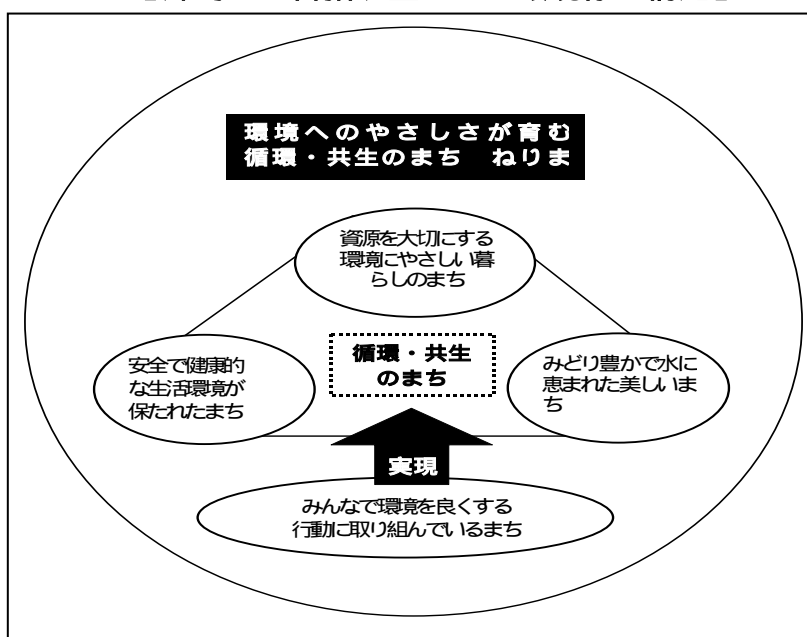 環境へのやさしさが育む
循環・共生のまち　ねりま
資源を大切にする
環境にやさしい暮
らしのまち
安全で健康的
な生活環境が
保たれたまち
循環・共生
のまち
みどり豊かで水に
恵まれた美しいま
ち
実現
みんなで環境を良くする
行動に取り組んでいるまち